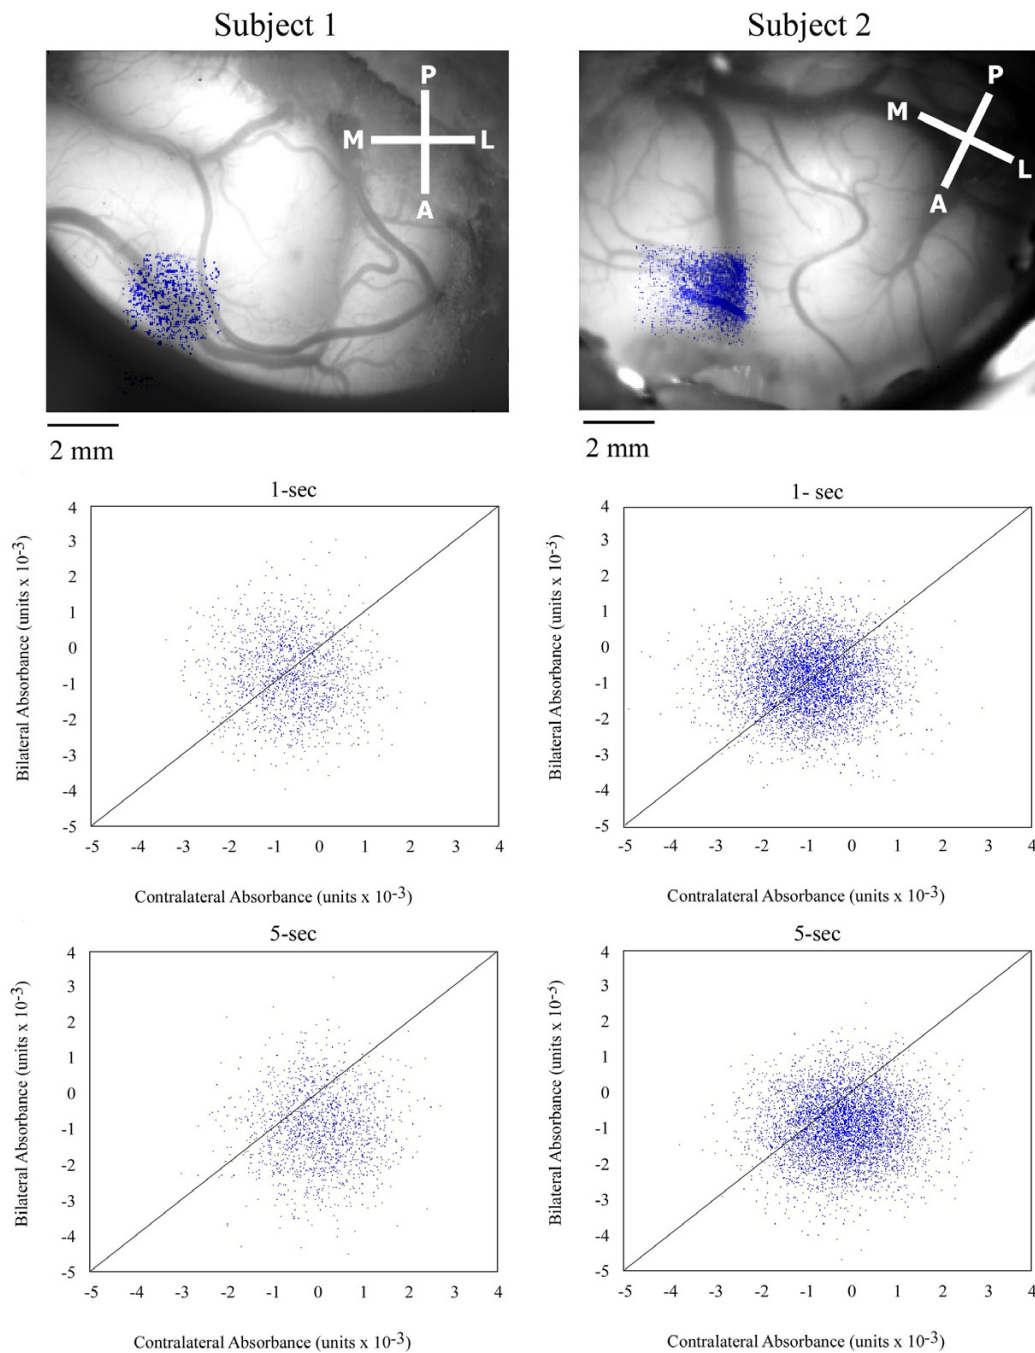 Subject 1
Subject 2
P
M L
A
P
M
L
A
2 mm
2 mm
1-sec
1- sec
4
3
2
1
0
-1
-2
-3
-4
-5
Bilateral Absorbance (units x 10-3)
-5 -4 -3 -2 -1 0 1 2 3 4
Contralateral Absorbance (units x 10-3)
4
3
2
1
0
-1
-2
-3
-4
-5
Bilateral Absorbance (units x 10-3)
-5 -4 -3 -2 -1 0 1 2 3 4
Contralateral Absorbance (units x 10-3)
5-sec
5-sec
4
3
2
1
0
-1
-2
-3
-4
-5
Bilateral Absorbance (units x 10-3)
-5 -4 -3 -2 -1 0 1 2 3 4
Contralateral Absorbance (units x 10-3)
4
3
2
1
0
-1
-2
-3
-4
-5
Bilateral Absorbance (units x 10-3)
-5 -4 -3 -2 -1 0 1 2 3 4
Contralateral Absorbance (units x 10-3)